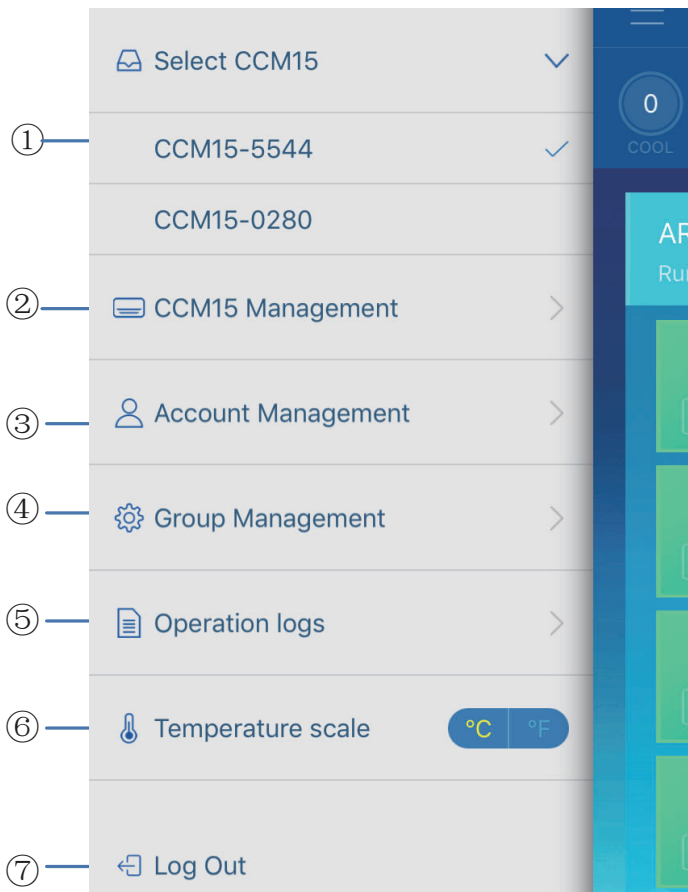 Select CCM15
0
① CCM15-5544
COOL
CCM15-0280
② CCM15 Management
③ Account Management
④ Group Management
⑤ Operation logs
⑥ Temperature scale °C °F
⑦ Log Out